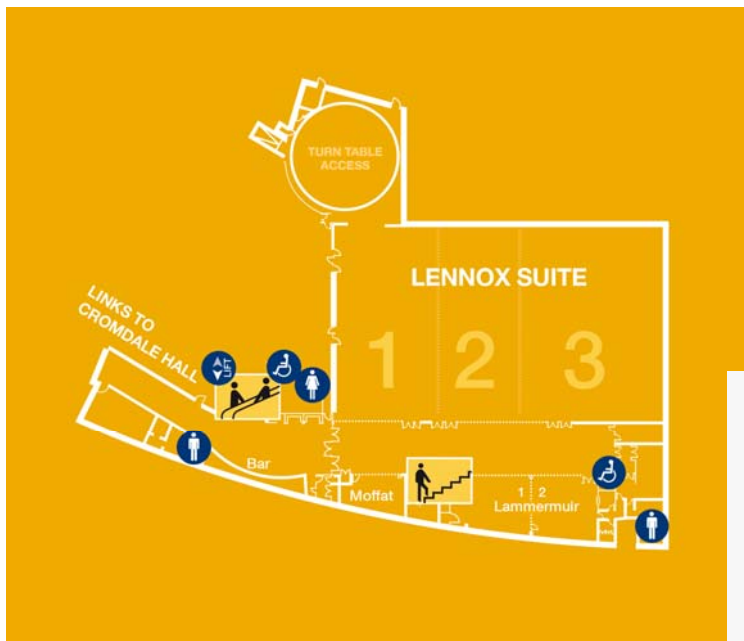 TURN TABLE
ACCESS
LENNOX SUITE
LINKS TO
CROMDALE HALL
1 2 3
LIFT
Bar
Moffat
1 2
Lammermuir